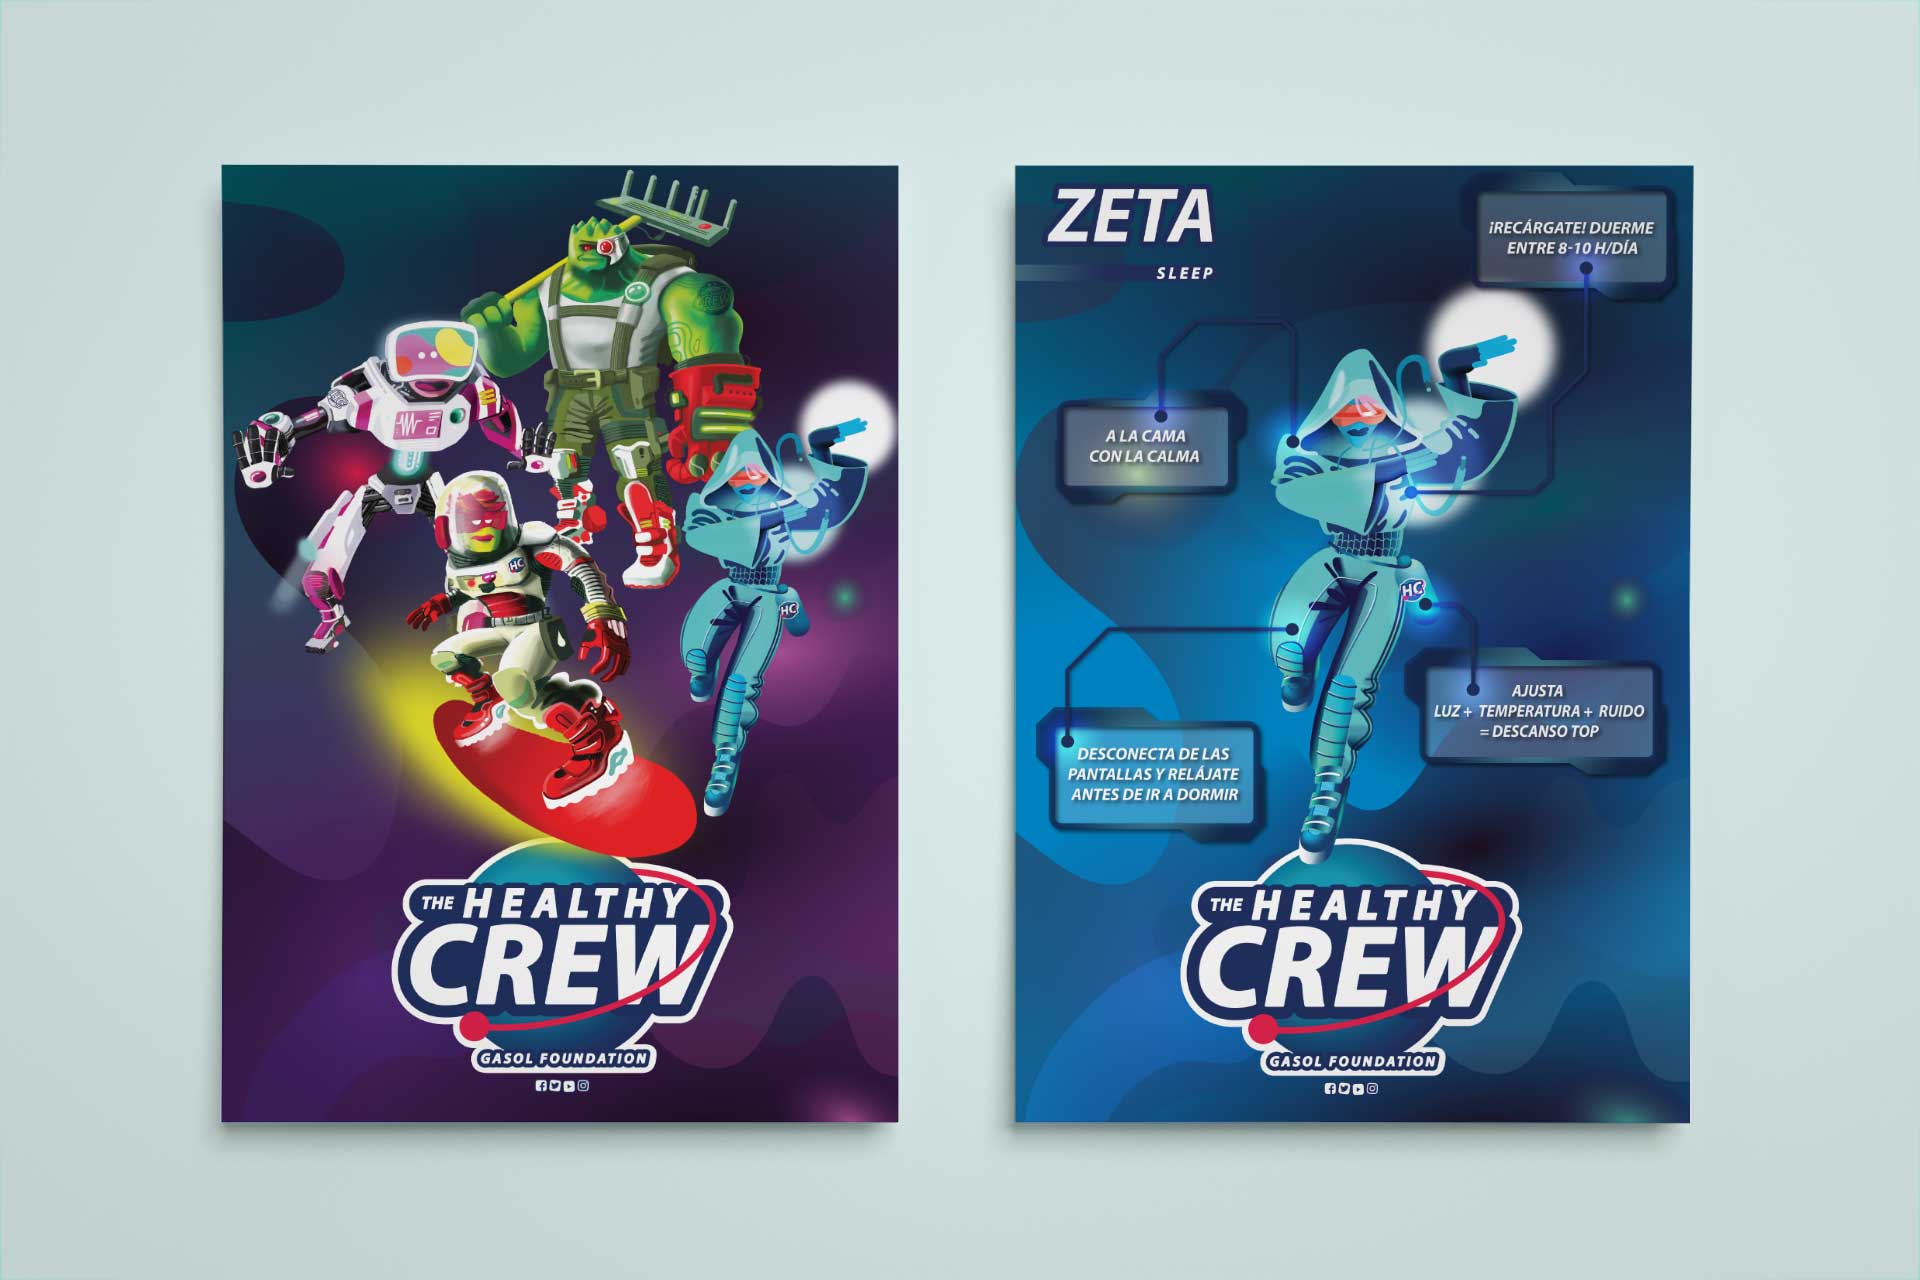 CREW
HC
HC
HC
THE HEALTHY
CREW
GASOL FOUNDATION
ZETA
SLEEP
¡RECÁRGATE! DUERME
ENTRE 8-10 H/DÍA
A LA CAMA
CON LA CALMA
HC
AJUSTA
LUZ + TEMPERATURA + RUIDO
= DESCANSO TOP
DESCONECTA DE LAS
PANTALLAS Y RELÁJATE
ANTES DE IR A DORMIR
THE HEALTHY
CREW
GASOL FOUNDATION